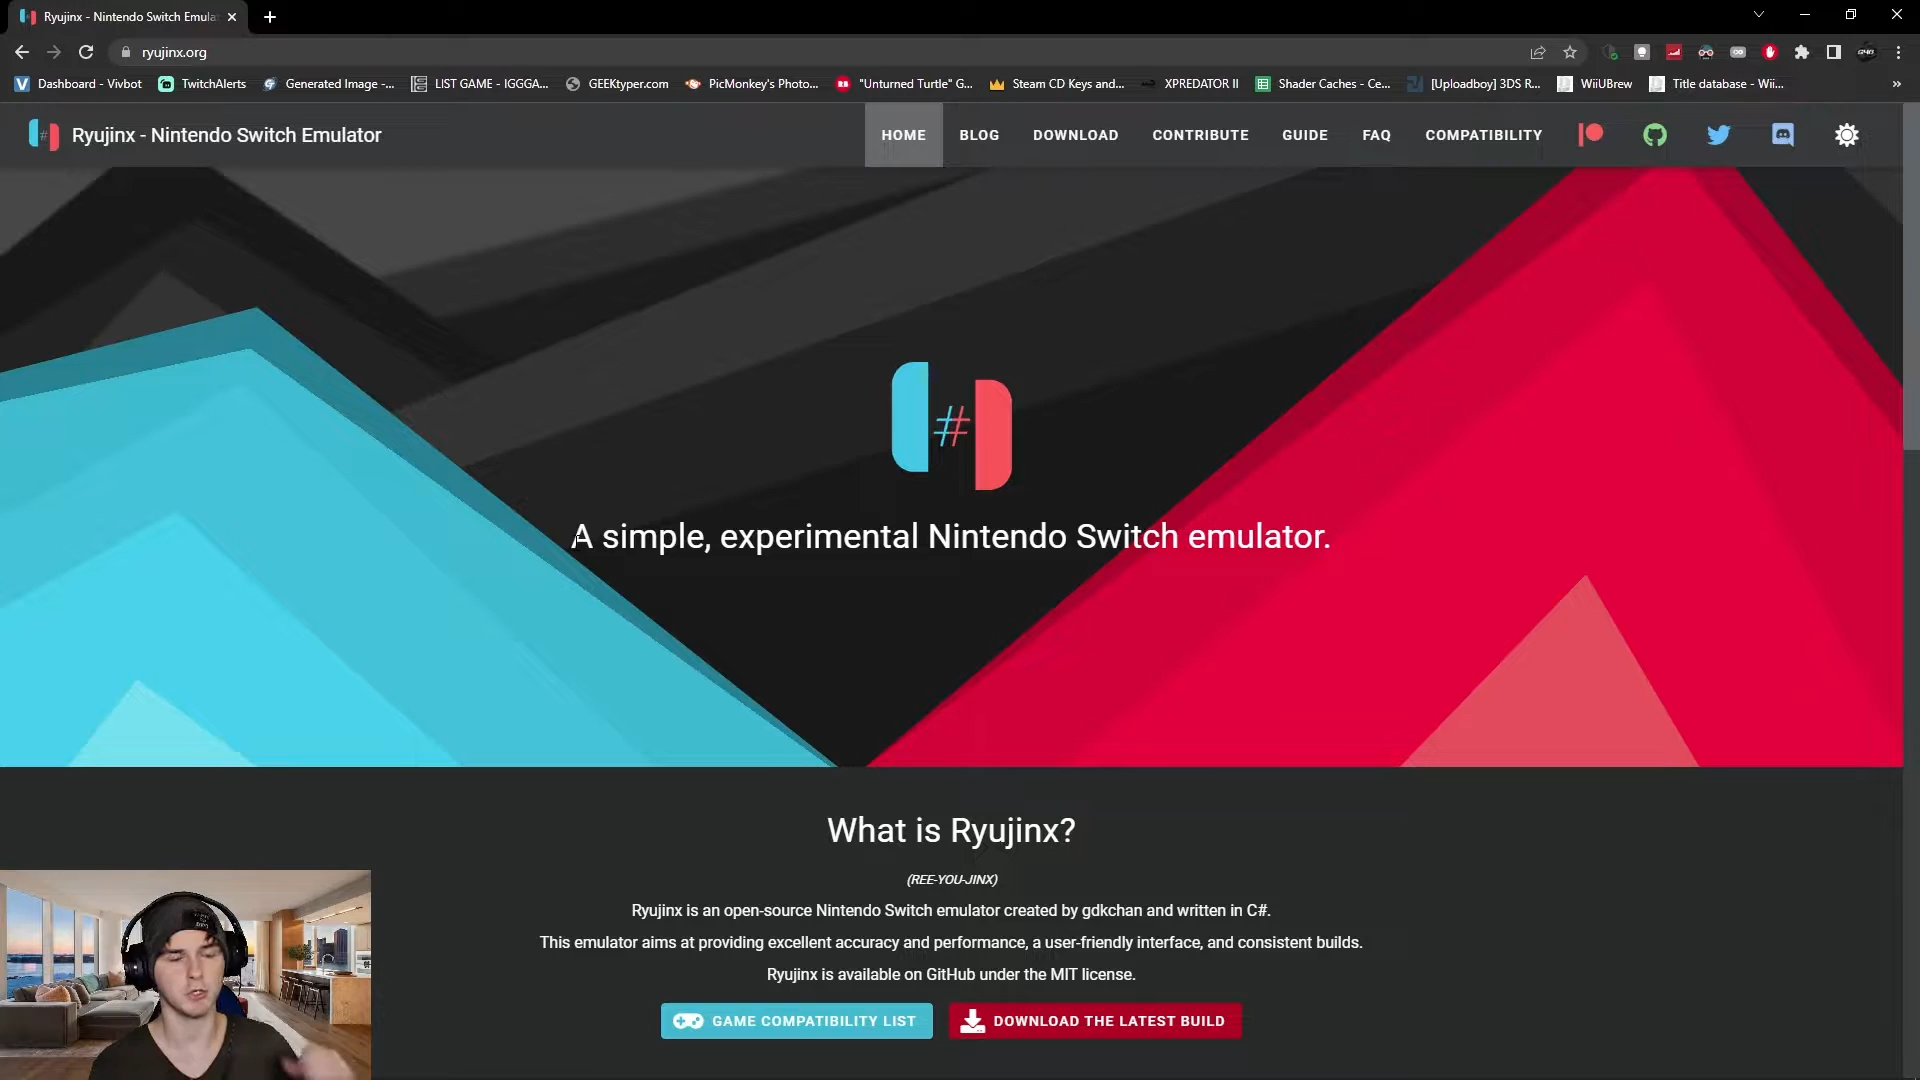 Ryujinx - Nintendo Switch Emula
ryujinx.org
Dashboard - Vivbot
TwitchAlerts
Generated Image -...
LIST GAME - IGGGA...
GEEKtyper.com
PicMonkey's Photo...
"Unturned Turtle" G...
Steam CD Keys and...
XPREDATOR II
Shader Caches - Ce...
[Uploadboy] 3DS R...
WiiUBrew
Title database - Wii...
Ryujinx - Nintendo Switch Emulator
HOME
BLOG
DOWNLOAD
CONTRIBUTE
GUIDE
FAQ
COMPATIBILITY
#
A simple, experimental Nintendo Switch emulator.
What is Ryujinx?
(REE-YOU-JINX)
Ryujinx is an open-source Nintendo Switch emulator created by gdkchan and written in C#.
This emulator aims at providing excellent accuracy and performance, a user-friendly interface, and consistent builds.
Ryujinx is available on GitHub under the MIT license.
GAME COMPATIBILITY LIST
DOWNLOAD THE LATEST BUILD